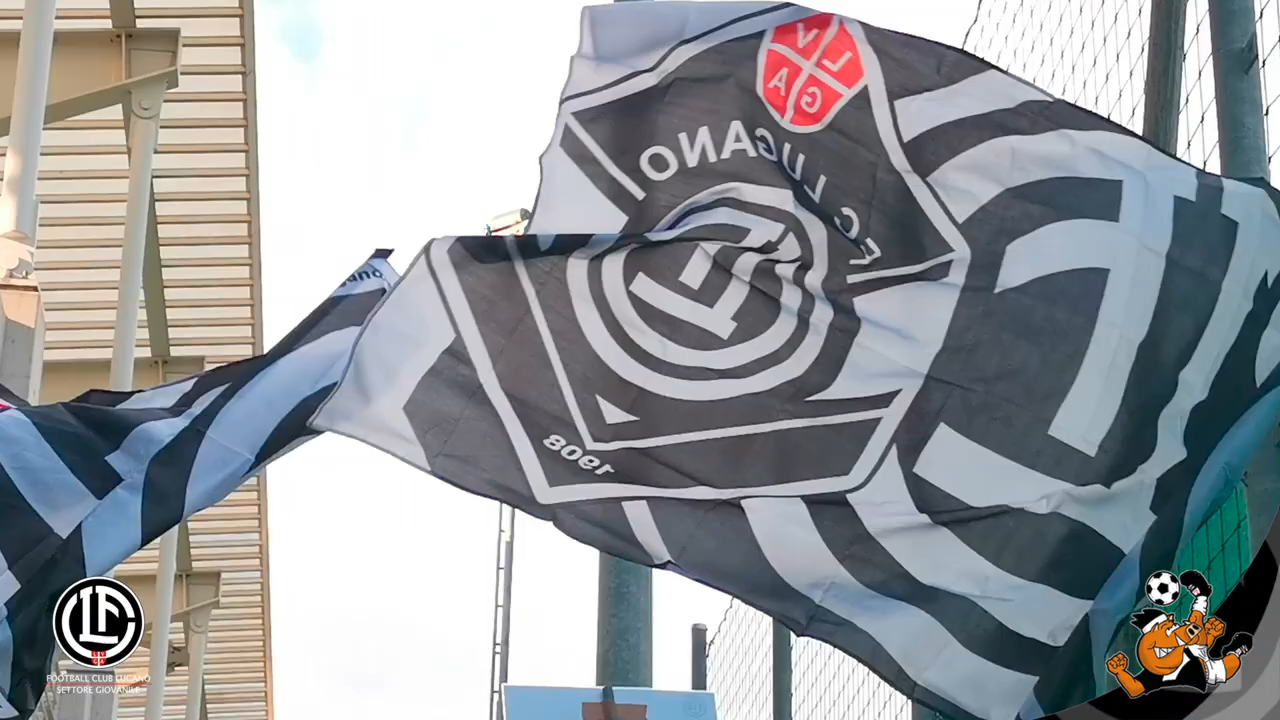 LVGA
FC LUGANO
1908
FOOTBALL CLUB LUGANO
SETTORE GIOVANILE